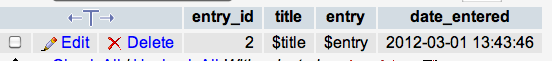 ←T→ entry_id title entry date_entered
Edit Delete 2 $title $entry 2012-03-01 13:43:46